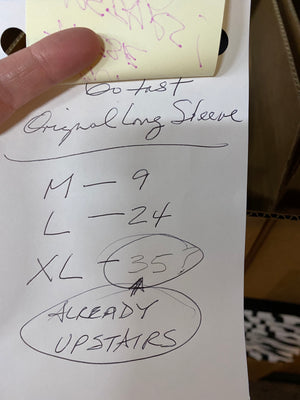 Go fast
Original Long Sleeve
M — 9
L — 24
XL — 35?
ALREADY
UPSTAIRS